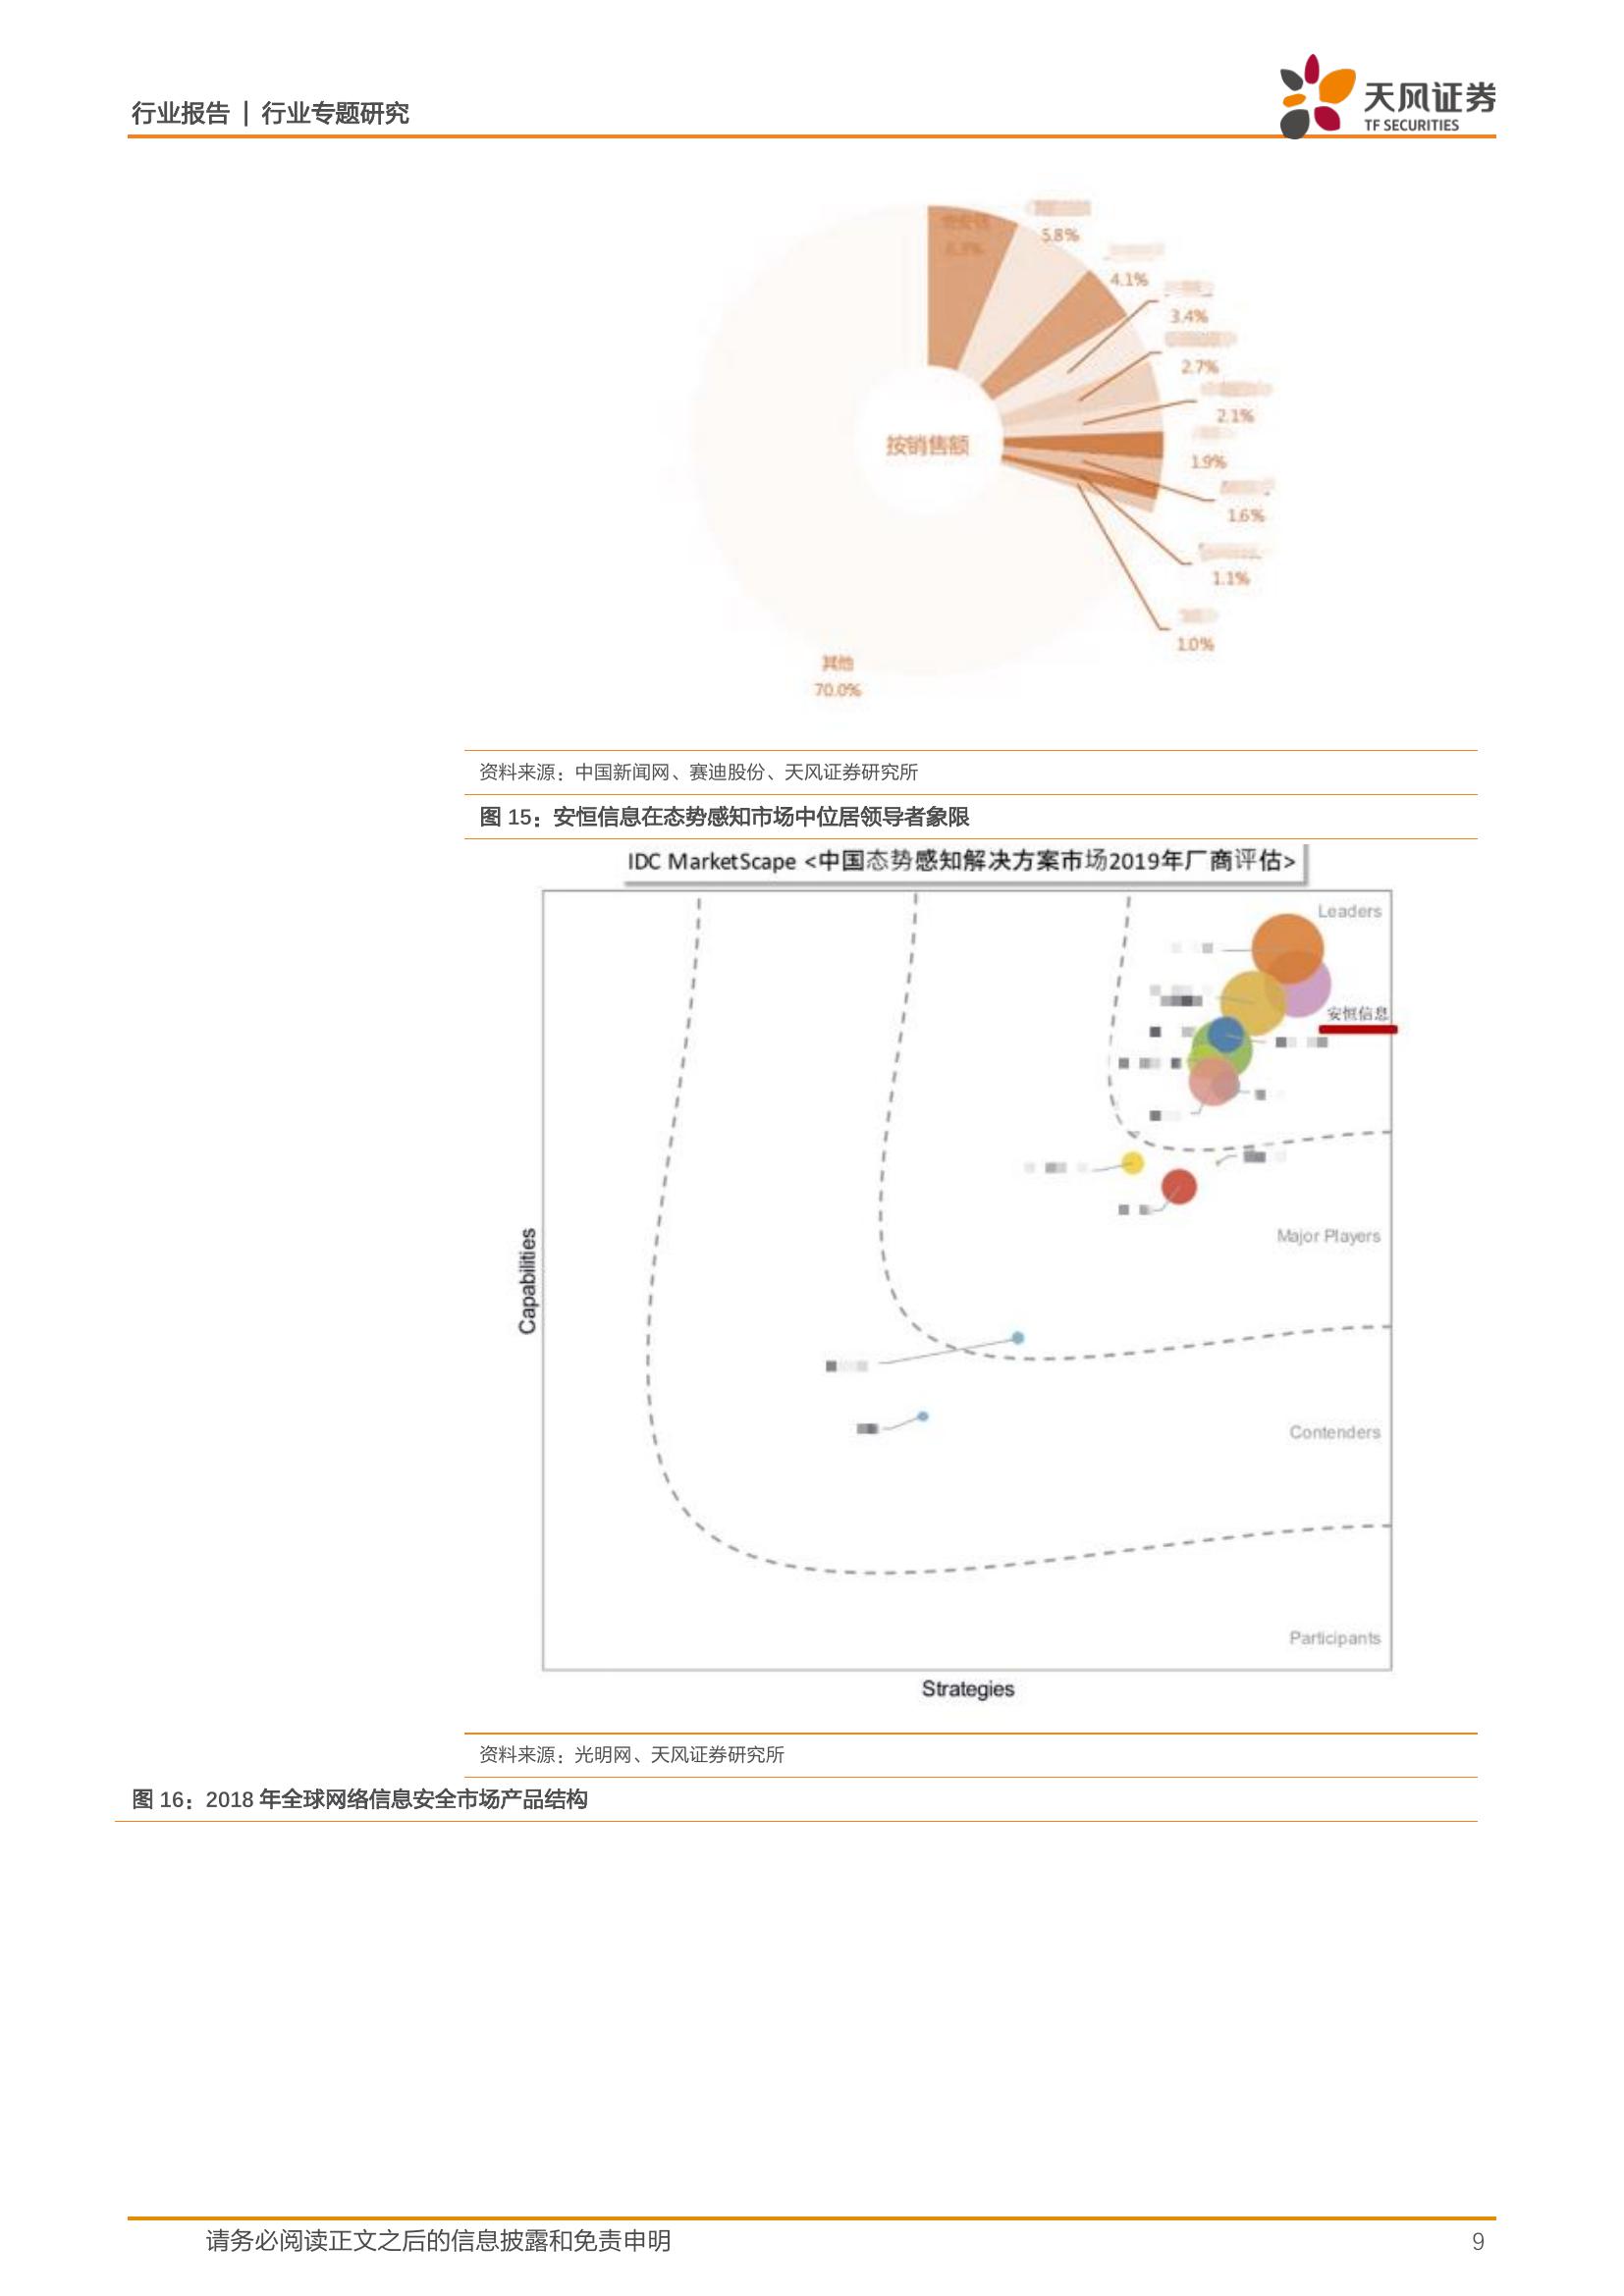 行业报告 | 行业专题研究
天风证券
TF SECURITIES
5.8%
4.1%
3.4%
2.7%
2.1%
1.9%
1.6%
1.1%
1.0%
按销售额
其他
70.0%
资料来源：中国新闻网、赛迪股份、天风证券研究所
图 15：安恒信息在态势感知市场中位居领导者象限
IDC MarketScape <中国态势感知解决方案市场2019年厂商评估>
Leaders
安恒信息
Major Players
Capabilities
Contenders
Participants
Strategies
资料来源：光明网、天风证券研究所
图 16：2018 年全球网络信息安全市场产品结构
请务必阅读正文之后的信息披露和免责申明
9